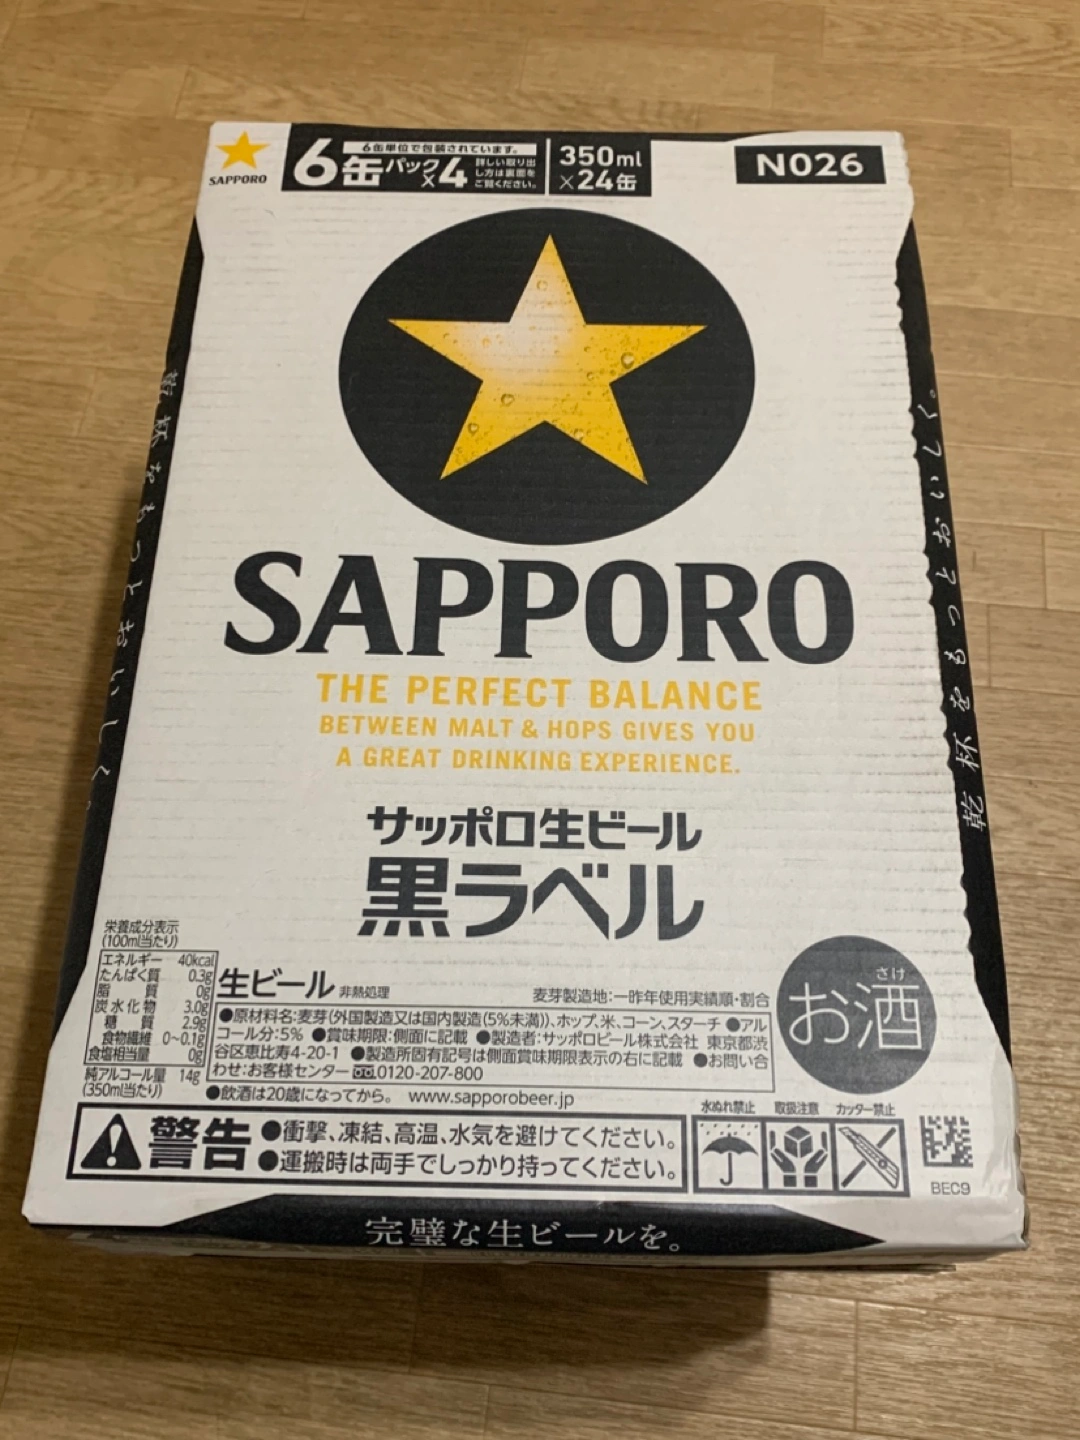 SAPPORO
6缶パック×4
6缶単位で包装されています。
詳しい取り出
し方は裏面を
ご覧ください。
350ml
×24缶
N026
SAPPORO
THE PERFECT BALANCE
BETWEEN MALT & HOPS GIVES YOU
A GREAT DRINKING EXPERIENCE.
サッポロ生ビール
黒ラベル
乾杯をもっとおいしく。
乾杯をもっとおいしく。
栄養成分表示
(100ml当たり)
エネルギー 40kcal
たんぱく質 0.3g
脂質 0g
炭水化物 3.0g
糖質 2.9g
食物繊維 0~0.1g
食塩相当量 0g
純アルコール量 14g
(350ml当たり)
生ビール 非熱処理
麦芽製造地:一昨年使用実績順・割合
●原材料名:麦芽(外国製造又は国内製造(5%未満))、ホップ、米、コーン、スターチ ●アル
コール分:5% ●賞味期限:側面に記載 ●製造者:サッポロビール株式会社 東京都渋
谷区恵比寿4-20-1 ●製造所固有記号は側面賞味期限表示の右に記載 ●お問い合
わせ:お客様センター 0120-207-800
●飲酒は20歳になってから。 www.sapporobeer.jp
さけ
お酒
警告
●衝撃、凍結、高温、水気を避けてください。
●運搬時は両手でしっかり持ってください。
水ぬれ禁止
取扱注意
カッター禁止
BEC9
完璧な生ビールを。